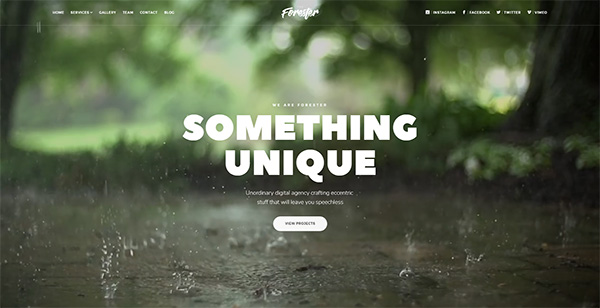 HOME SERVICES GALLERY TEAM CONTACT BLOG Forester INSTAGRAM FACEBOOK TWITTER VIMEO
WE ARE FORESTER
SOMETHING
UNIQUE
Unordinary digital agency crafting eccentric
stuff that will leave you speechless
VIEW PROJECTS